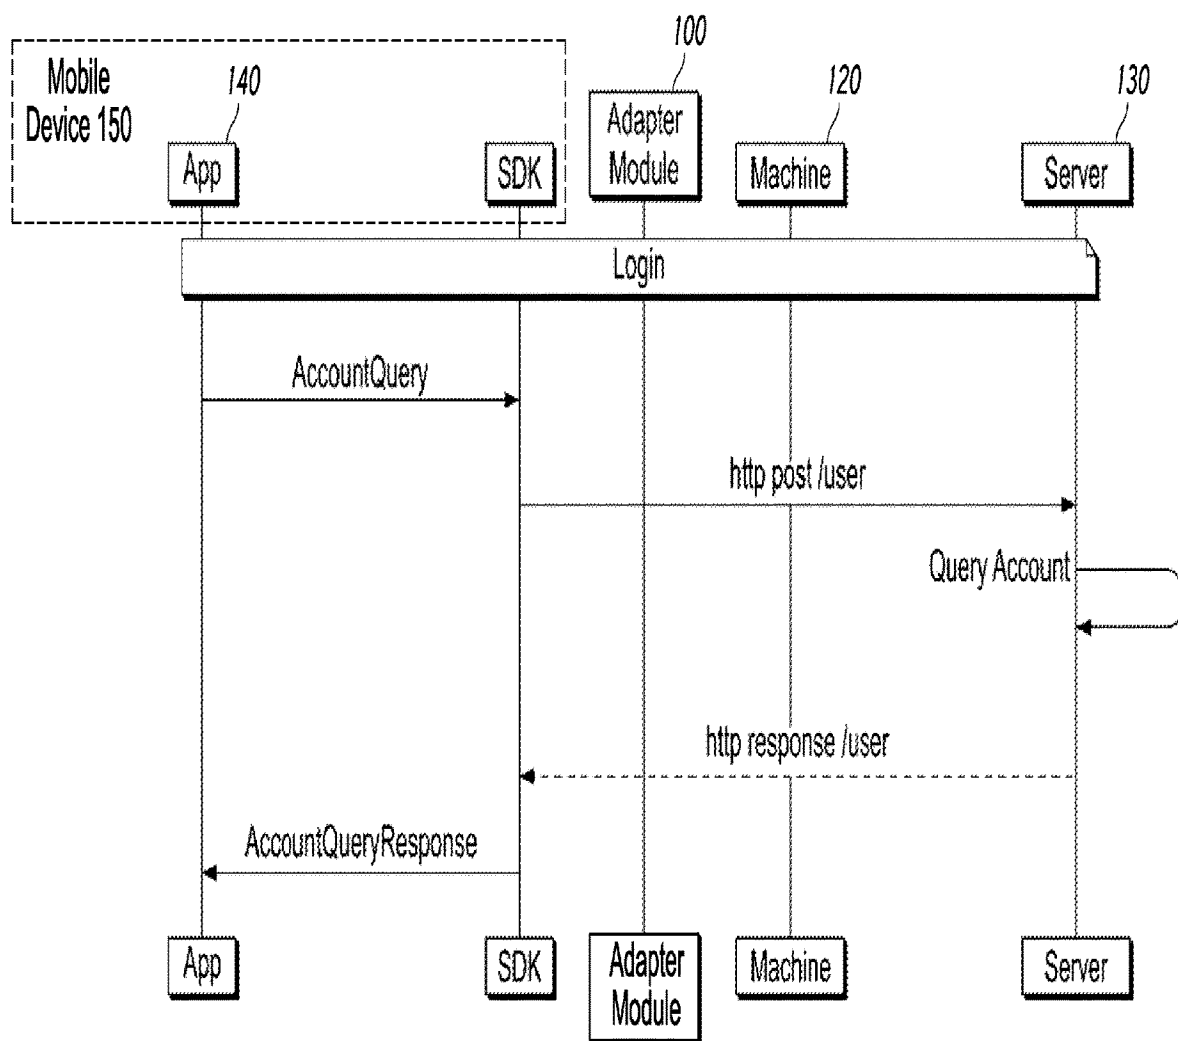 Mobile
Device 150
140
100
120
130
App
SDK
Adapter
Module
Machine
Server
Login
AccountQuery
http post /user
Query Account
http response /user
AccountQueryResponse
App
SDK
Adapter
Module
Machine
Server